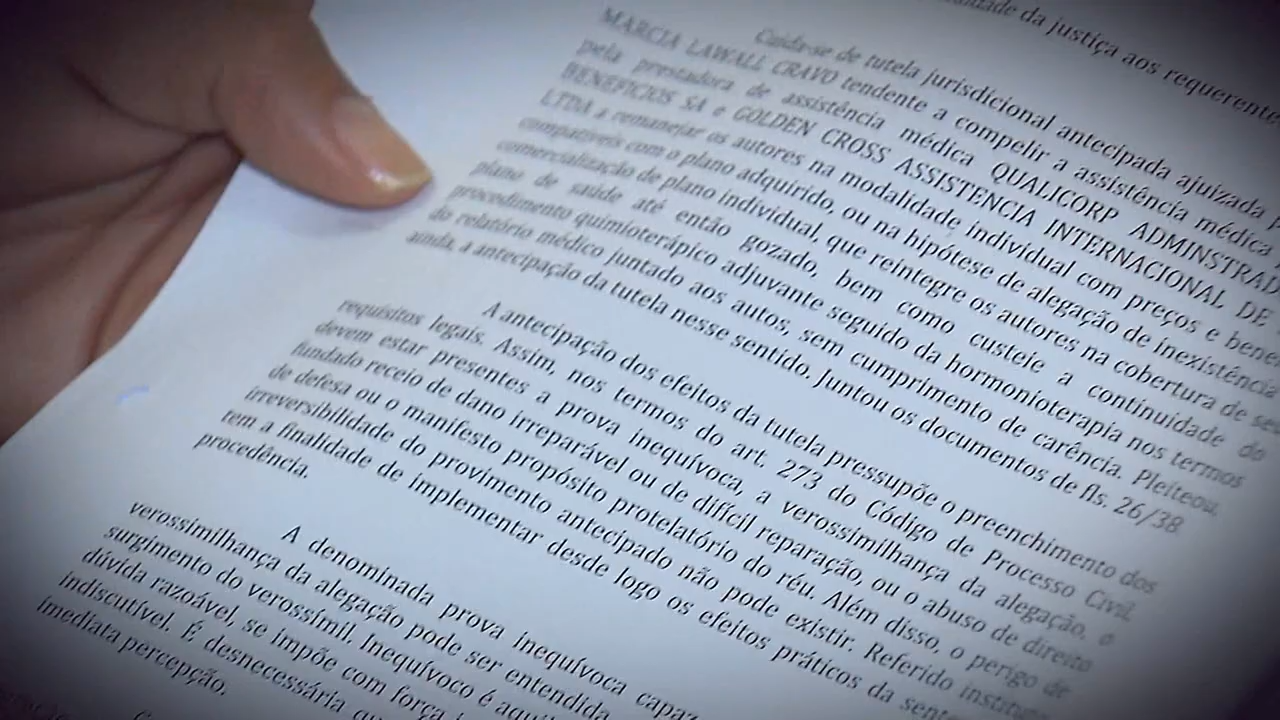 da justiça aos requerentes
Cuida-se de tutela jurisdicional antecipada ajuizada
MARCIA LAWALL CRAVO tendente a compelir a assistência médica
pela prestadora de assistência médica QUALICORP ADMINSTRAD
BENEFICIOS SA e GOLDEN CROSS ASSISTENCIA INTERNACIONAL DE
LTDA a remanejar os autores na modalidade individual com preços e bene
compatíveis com o plano adquirido, ou na hipótese de alegação de inexistência
comercialização de plano individual, que reintegre os autores na cobertura de se
plano de saúde até então gozado, bem como custeie a continuidade do
procedimento quimioterápico adjuvante seguido da hormonioterapia nos termos
do relatório médico juntado aos autos, sem cumprimento de carência. Pleiteou,
ainda, a antecipação da tutela nesse sentido. Juntou os documentos de fls. 26/38
A antecipação dos efeitos da tutela pressupõe o preenchimento dos
requisitos legais. Assim, nos termos do art. 273 do Código de Processo Civil,
devem estar presentes a prova inequívoca, a verossimilhança da alegação, o
fundado receio de dano irreparável ou de difícil reparação, ou o abuso de direito
de defesa ou o manifesto propósito protelatório do réu. Além disso, o perigo de
irreversibilidade do provimento antecipado não pode existir. Referido institu
tem a finalidade de implementar desde logo os efeitos práticos da sent
procedência.
A denominada prova inequívoca capaz
verossimilhança da alegação pode ser entendida
surgimento do verossímil. Inequívoco é aqui
dúvida razoável, se impõe com força
indiscutível. É desnecessária
imediata percepção.